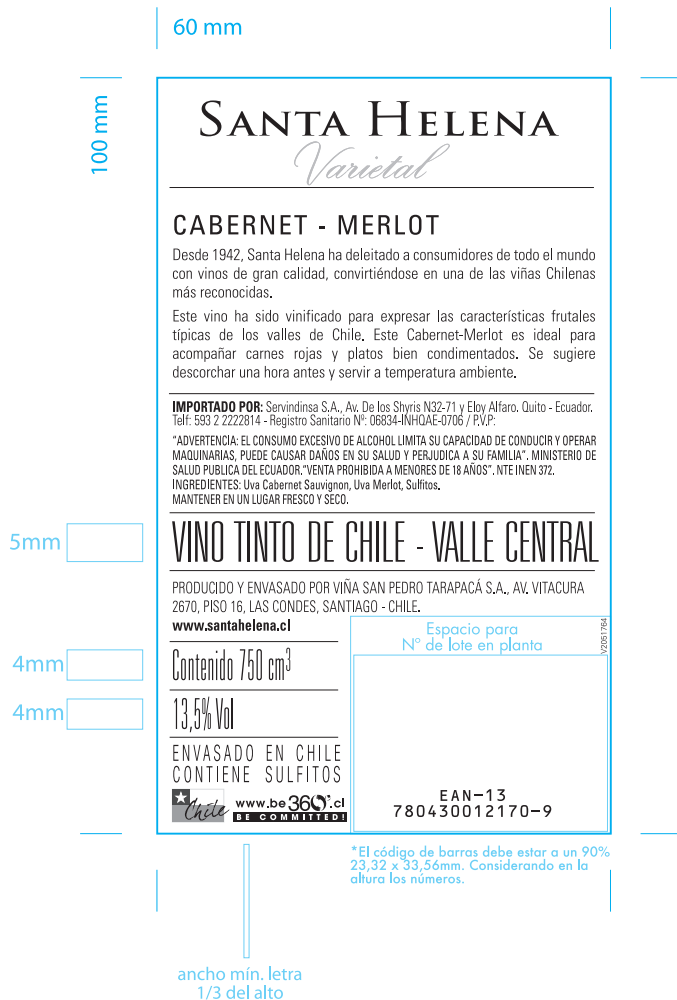 60 mm
100 mm
SANTA HELENA
Varietal
CABERNET - MERLOT
Desde 1942, Santa Helena ha deleitado a consumidores de todo el mundo
con vinos de gran calidad, convirtiéndose en una de las viñas Chilenas
más reconocidas.
Este vino ha sido vinificado para expresar las características frutales
típicas de los valles de Chile. Este Cabernet-Merlot es ideal para
acompañar carnes rojas y platos bien condimentados. Se sugiere
descorchar una hora antes y servir a temperatura ambiente.
IMPORTADO POR: Servindinsa S.A., Av. De los Shyris N32-71 y Eloy Alfaro. Quito - Ecuador.
Telf: 593 2 2222814 - Registro Sanitario Nº: 06834-INHQAE-0706 / P.V.P:
“ADVERTENCIA: EL CONSUMO EXCESIVO DE ALCOHOL LIMITA SU CAPACIDAD DE CONDUCIR Y OPERAR
MAQUINARIAS, PUEDE CAUSAR DAÑOS EN SU SALUD Y PERJUDICA A SU FAMILIA”. MINISTERIO DE
SALUD PUBLICA DEL ECUADOR.“VENTA PROHIBIDA A MENORES DE 18 AÑOS”. NTE INEN 372.
INGREDIENTES: Uva Cabernet Sauvignon, Uva Merlot, Sulfitos.
MANTENER EN UN LUGAR FRESCO Y SECO.
5mm
VINO TINTO DE CHILE - VALLE CENTRAL
PRODUCIDO Y ENVASADO POR VIÑA SAN PEDRO TARAPACÁ S.A., AV. VITACURA
2670, PISO 16, LAS CONDES, SANTIAGO - CHILE.
www.santahelena.cl
Espacio para
N° de lote en planta
V2051764
4mm
Contenido 750 cm³
4mm
13,5% Vol
ENVASADO EN CHILE
CONTIENE SULFITOS
Chile
www.be360°.cl
BE COMMITTED!
EAN-13
780430012170-9
*El código de barras debe estar a un 90%
23,32 x 33,56mm. Considerando en la
altura los números.
ancho mín. letra
1/3 del alto